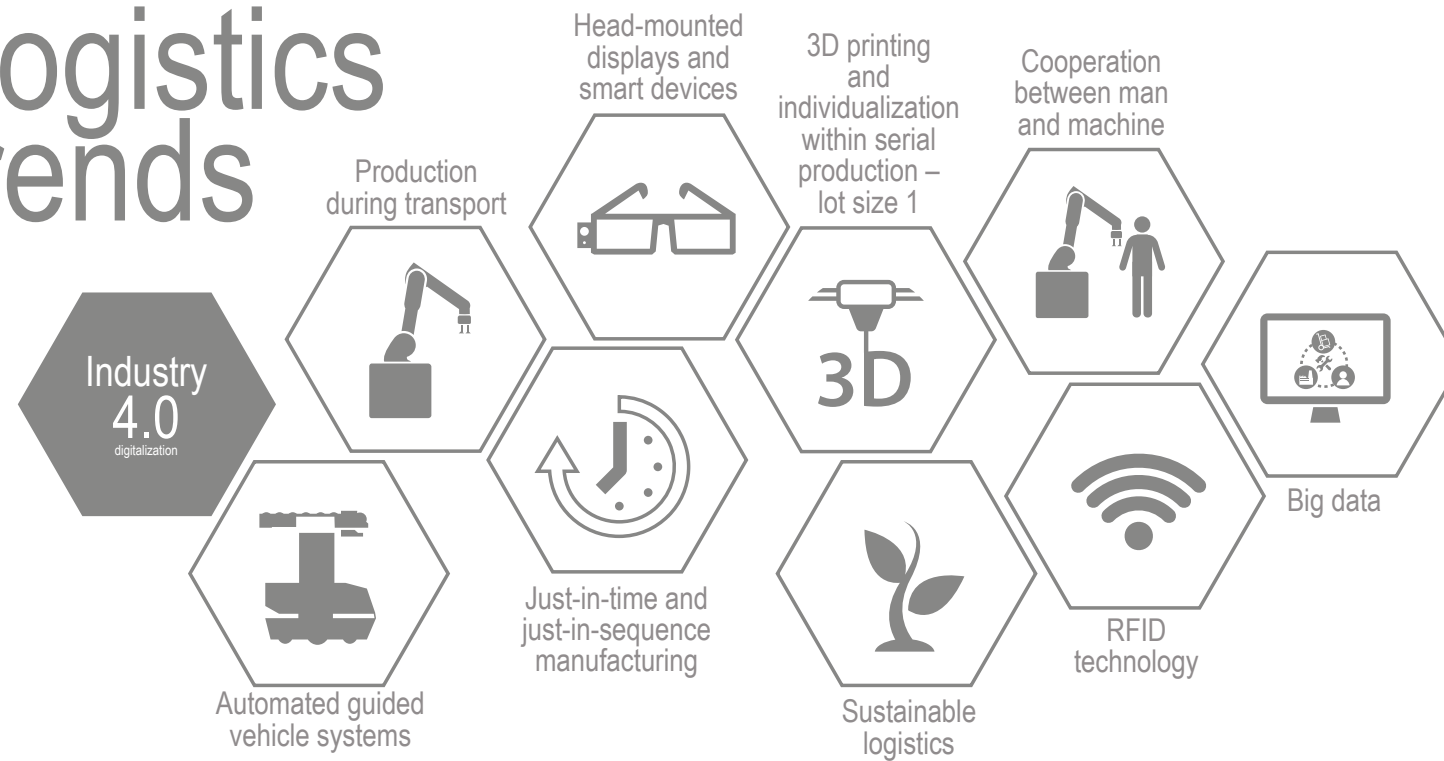 ogistics
rends
Industry
4.0
digitalization
Production
during transport
Head-mounted
displays and
smart devices
3D printing
and
individualization
within serial
production –
lot size 1
3D
Cooperation
between man
and machine
Big data
Automated guided
vehicle systems
Just-in-time and
just-in-sequence
manufacturing
Sustainable
logistics
RFID
technology